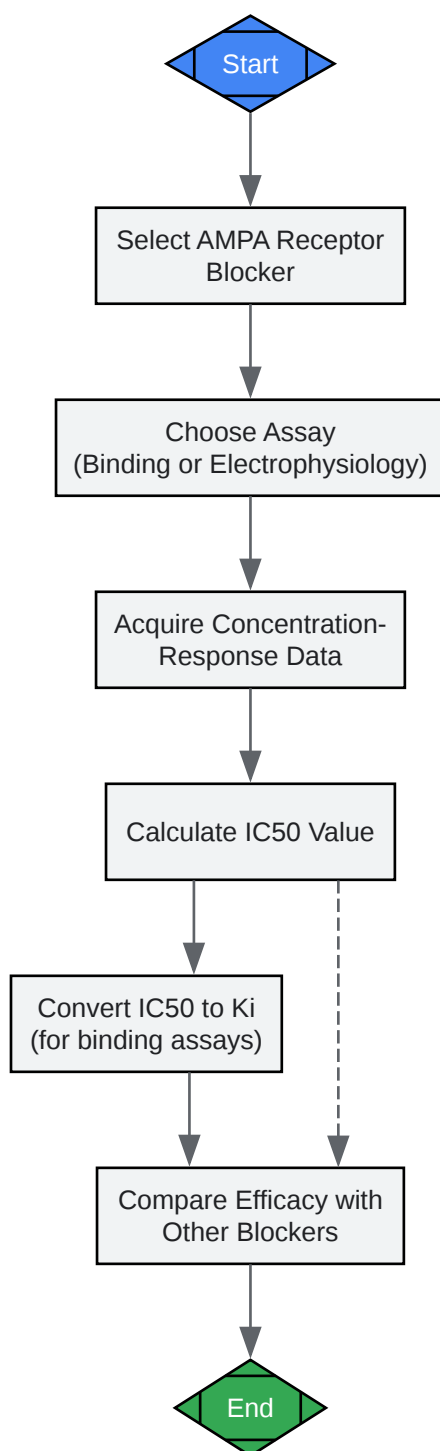 Start
Select AMPA Receptor
Blocker
Choose Assay
(Binding or Electrophysiology)
Acquire Concentration-
Response Data
Calculate IC50 Value
Convert IC50 to Ki
(for binding assays)
Compare Efficacy with
Other Blockers
End